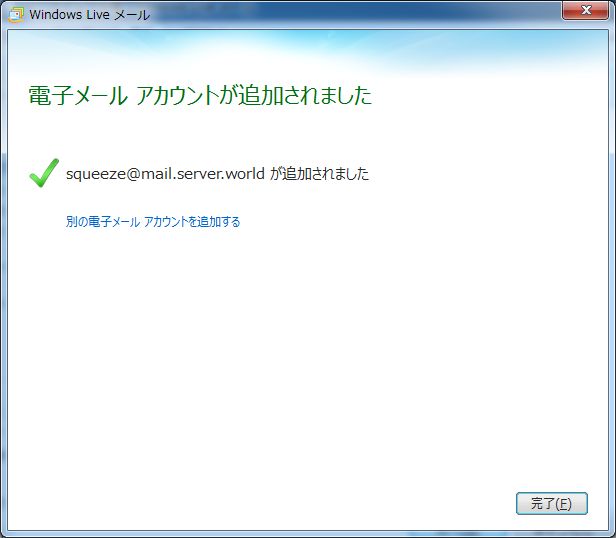 Windows Live メール
電子メール アカウントが追加されました
squeeze@mail.server.world が追加されました
別の電子メール アカウントを追加する
完了(F)